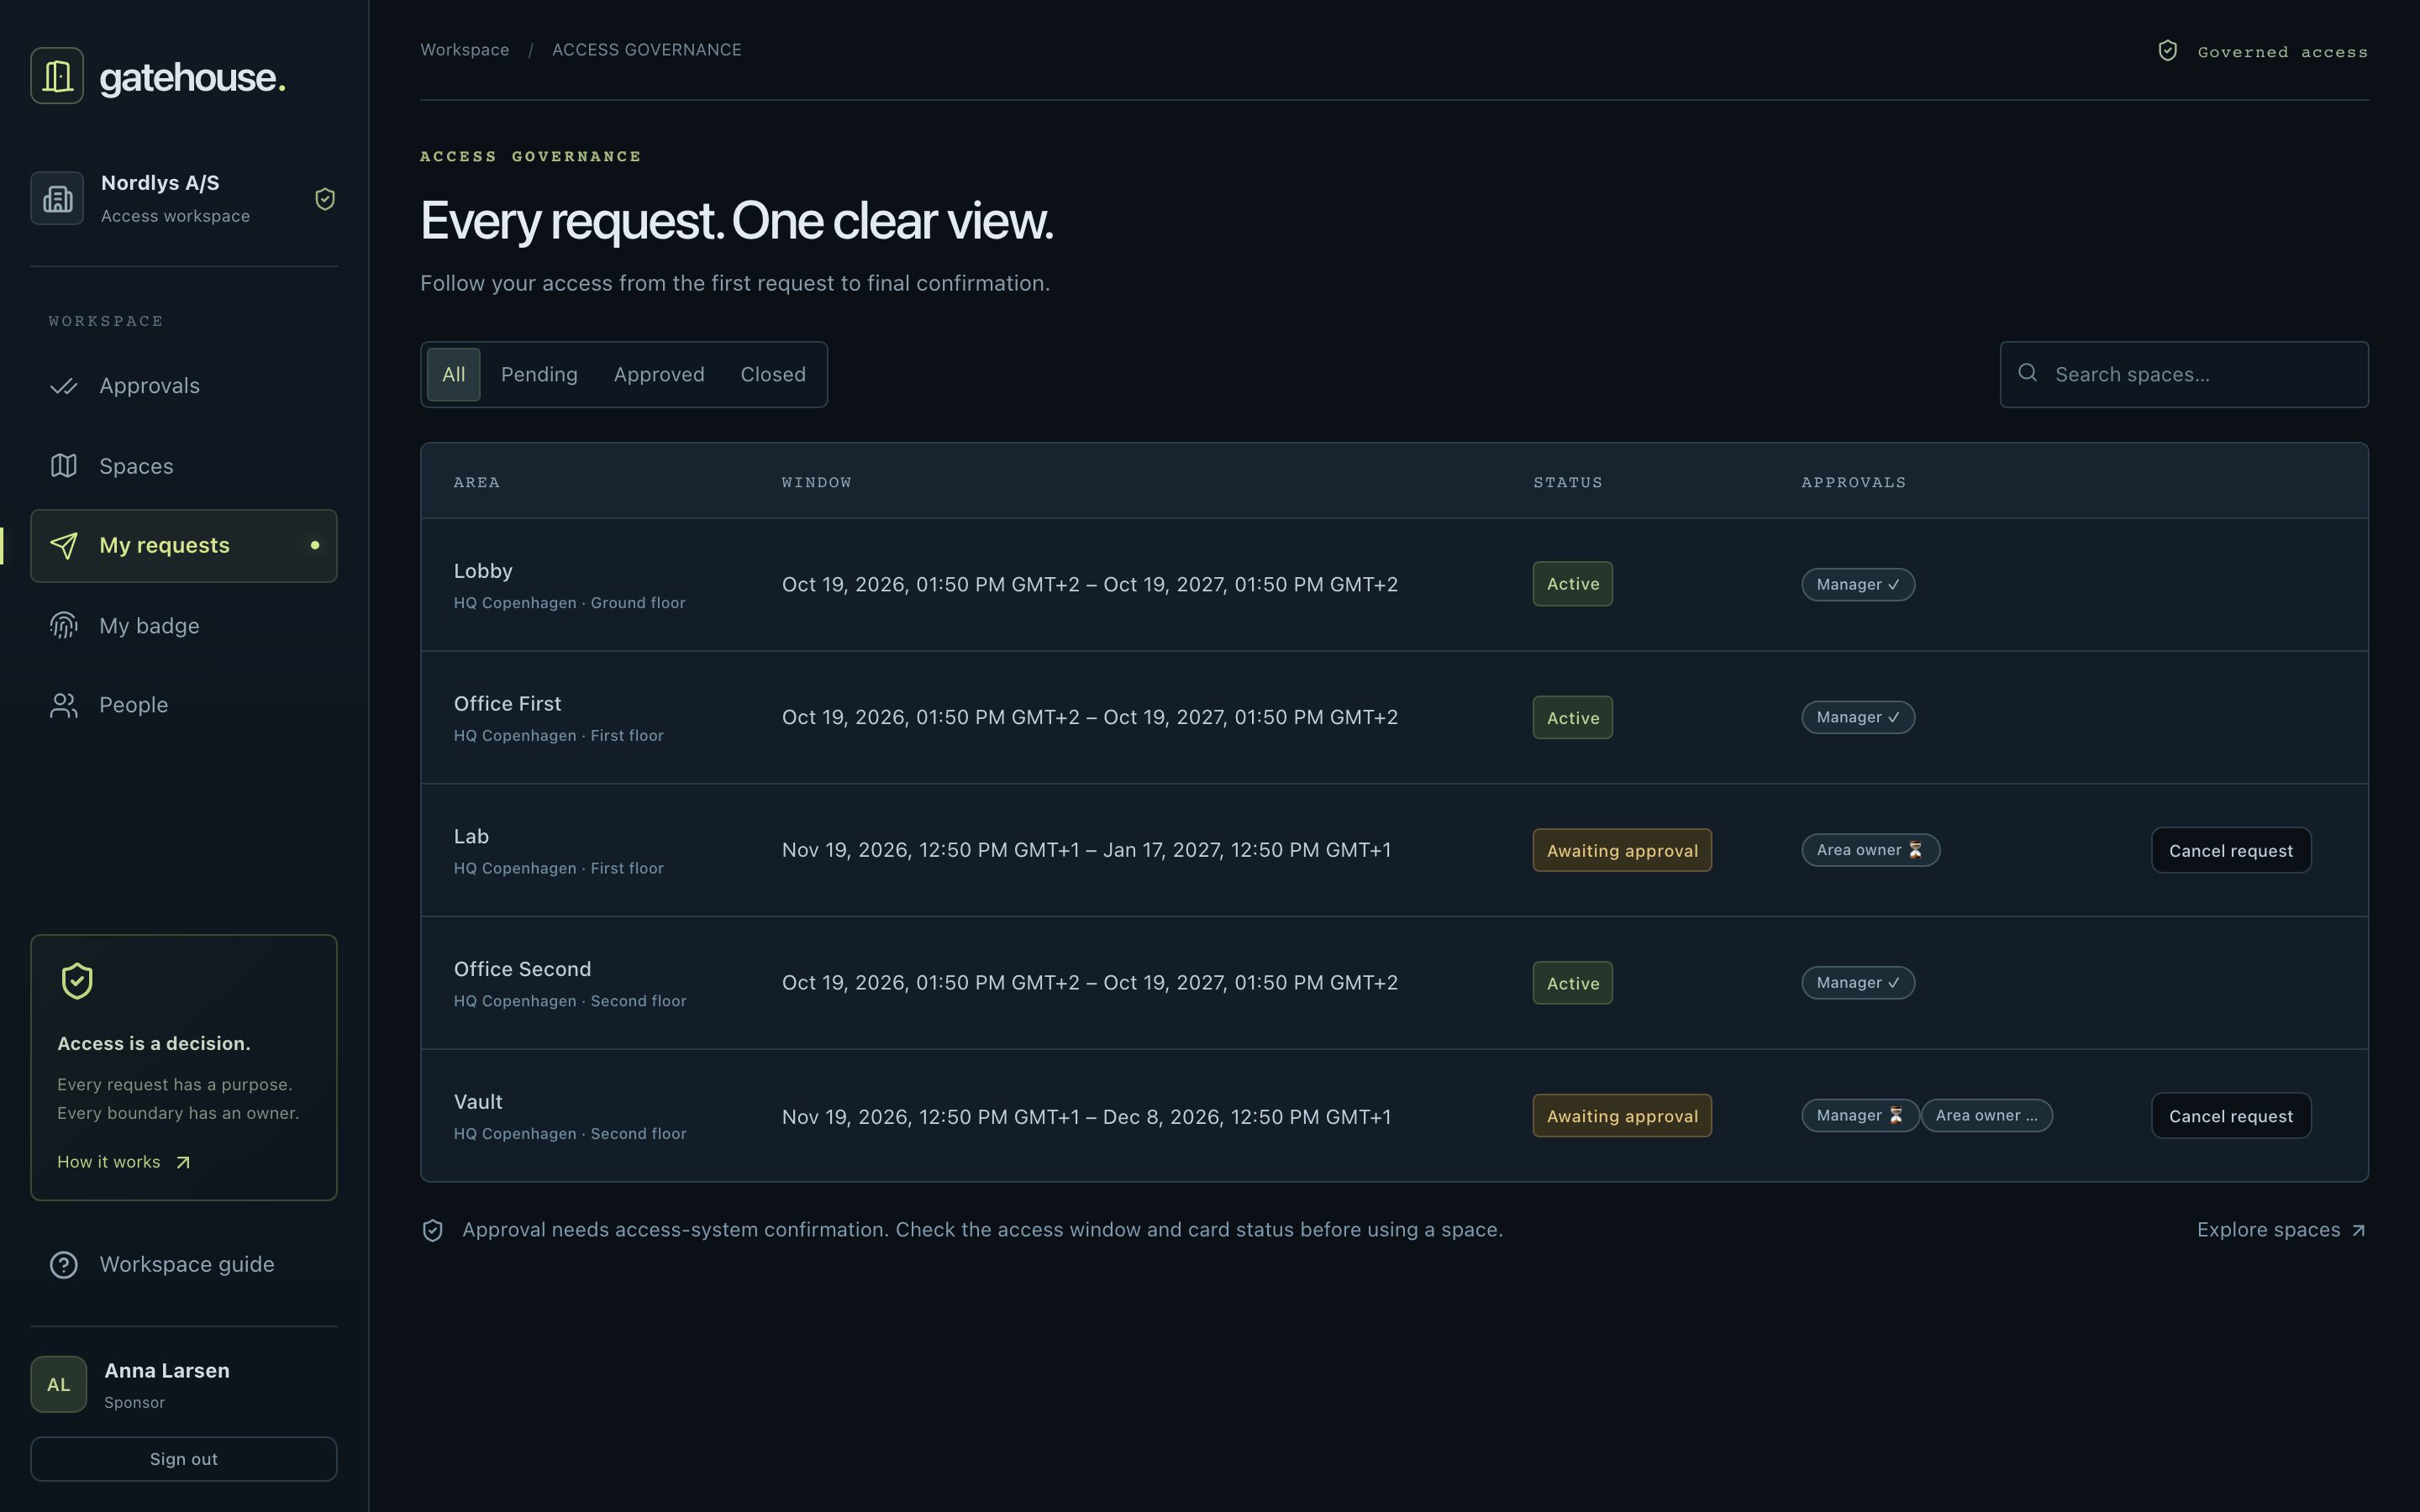 gatehouse.
Nordlys A/S
Access workspace
WORKSPACE
Approvals
Spaces
My requests
My badge
People
Access is a decision.
Every request has a purpose.
Every boundary has an owner.
How it works
Workspace guide
AL
Anna Larsen
Sponsor
Sign out
Workspace / ACCESS GOVERNANCE
Governed access
ACCESS GOVERNANCE
Every request. One clear view.
Follow your access from the first request to final confirmation.
All Pending Approved Closed
Search spaces...
AREA WINDOW STATUS APPROVALS
Lobby
HQ Copenhagen · Ground floor
Oct 19, 2026, 01:50 PM GMT+2 – Oct 19, 2027, 01:50 PM GMT+2
Active
Manager ✓
Office First
HQ Copenhagen · First floor
Oct 19, 2026, 01:50 PM GMT+2 – Oct 19, 2027, 01:50 PM GMT+2
Active
Manager ✓
Lab
HQ Copenhagen · First floor
Nov 19, 2026, 12:50 PM GMT+1 – Jan 17, 2027, 12:50 PM GMT+1
Awaiting approval
Area owner ⏳
Cancel request
Office Second
HQ Copenhagen · Second floor
Oct 19, 2026, 01:50 PM GMT+2 – Oct 19, 2027, 01:50 PM GMT+2
Active
Manager ✓
Vault
HQ Copenhagen · Second floor
Nov 19, 2026, 12:50 PM GMT+1 – Dec 8, 2026, 12:50 PM GMT+1
Awaiting approval
Manager ⏳ Area owner ...
Cancel request
Approval needs access-system confirmation. Check the access window and card status before using a space.
Explore spaces